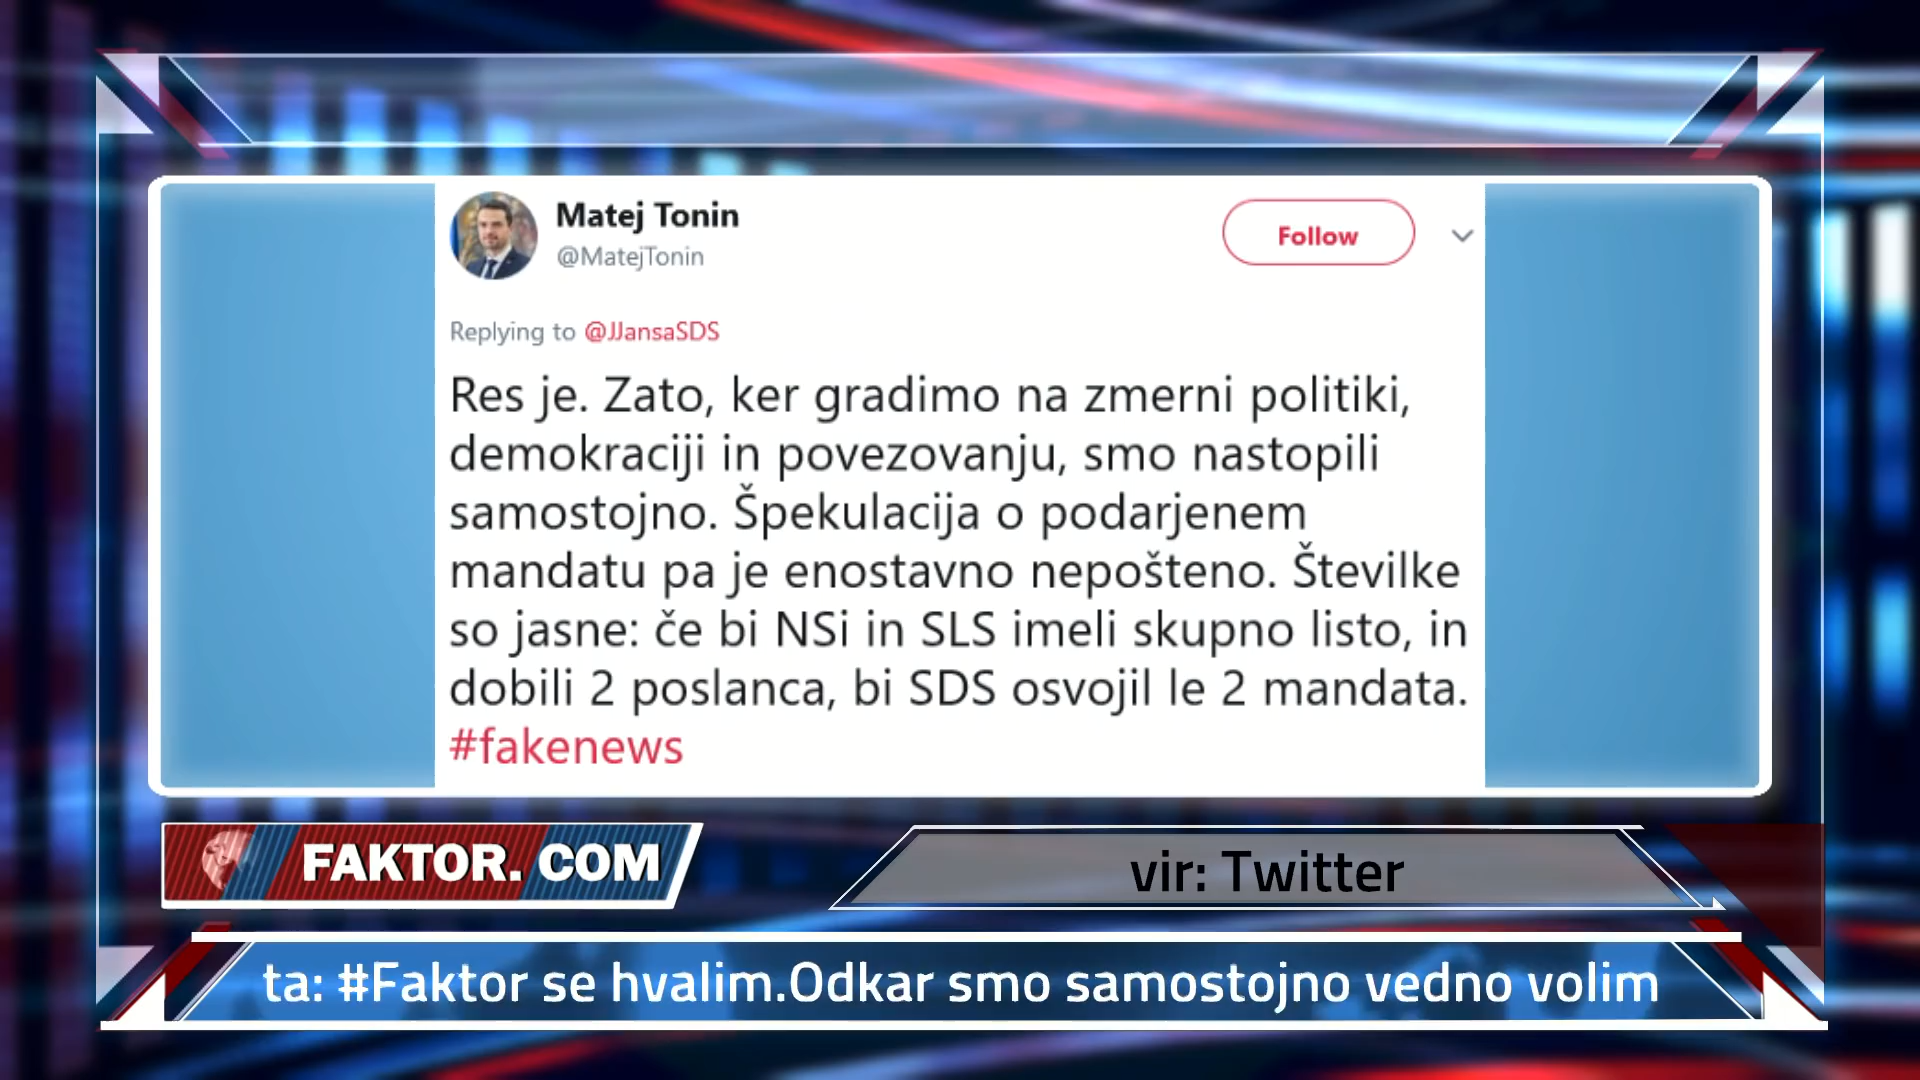 Matej Tonin
@MatejTonin
Follow
Replying to @JJansaSDS
Res je. Zato, ker gradimo na zmerni politiki,
demokraciji in povezovanju, smo nastopili
samostojno. Špekulacija o podarjenem
mandatu pa je enostavno nepošteno. Številke
so jasne: če bi NSi in SLS imeli skupno listo, in
dobili 2 poslanca, bi SDS osvojil le 2 mandata.
#fakenews
FAKTOR. COM
vir: Twitter
ta: #Faktor se hvalim.Odkar smo samostojno vedno volim